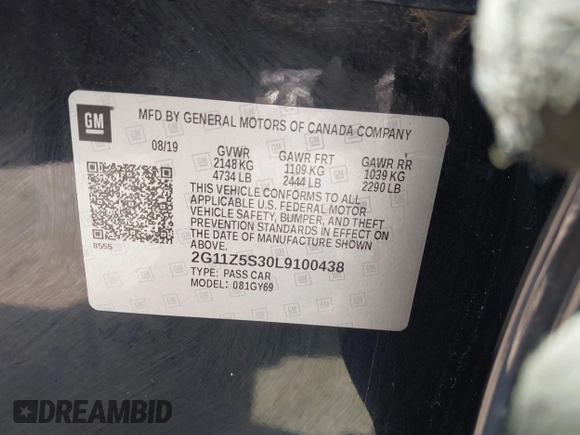 GM
MFD BY GENERAL MOTORS OF CANADA COMPANY
08/19 GVWR GAWR FRT GAWR RR
2148 KG 1109 KG 1039 KG
4734 LB 2444 LB 2290 LB
THIS VEHICLE CONFORMS TO ALL
APPLICABLE U.S. FEDERAL MOTOR
VEHICLE SAFETY, BUMPER, AND THEFT
PREVENTION STANDARDS IN EFFECT ON
THE DATE OF MANUFACTURE SHOWN
ABOVE.
8555
2G11Z5S30L9100438
TYPE: PASS CAR
MODEL: 081GY69
DREAMBID